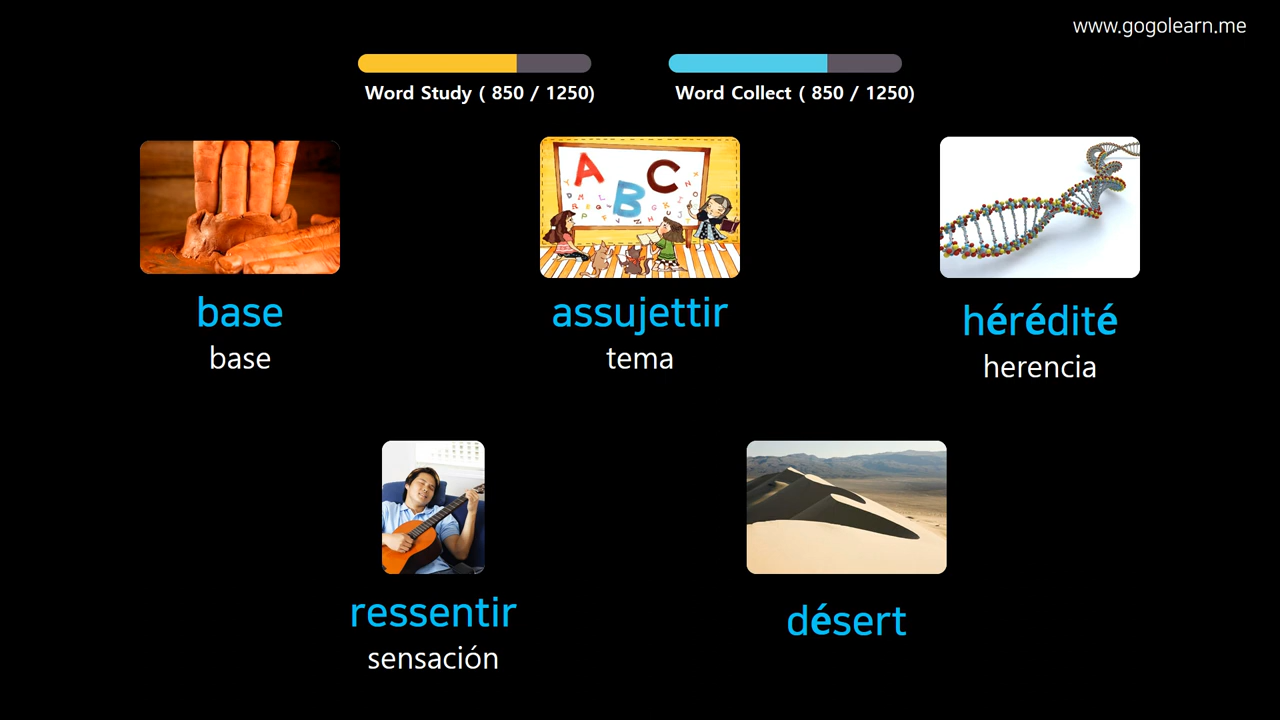 www.gogolearn.me
Word Study ( 850 / 1250)
Word Collect ( 850 / 1250)
A
B
C
base
base
assujettir
tema
hérédité
herencia
ressentir
sensación
désert